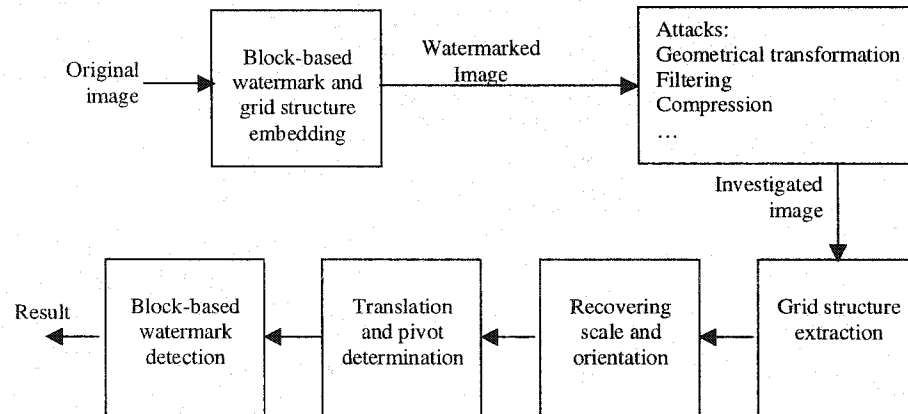 Original
image
Block-based
watermark and
grid structure
embedding
Watermarked
Image
Attacks:
Geometrical transformation
Filtering
Compression
…
Investigated
image
Grid structure
extraction
Recovering
scale and
orientation
Translation
and pivot
determination
Block-based
watermark
detection
Result